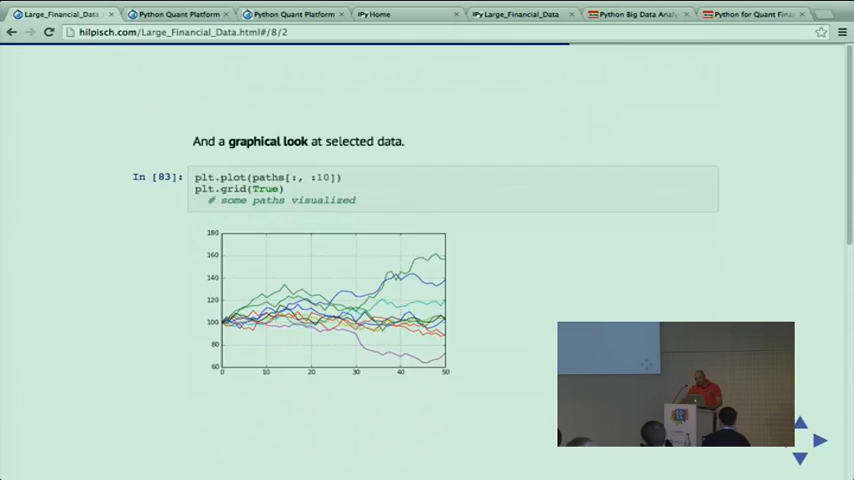 Large_Financial_Data
Python Quant Platform
Python Quant Platform
IPy Home
IPy Large_Financial_Data
Python Big Data Analy
Python for Quant Finan
hilpisch.com/Large_Financial_Data.html#/8/2
And a graphical look at selected data.
In [83]:
plt.plot(paths[:, :10])
plt.grid(True)
# some paths visualized
180
160
140
120
100
80
60
0 10 20 30 40 50